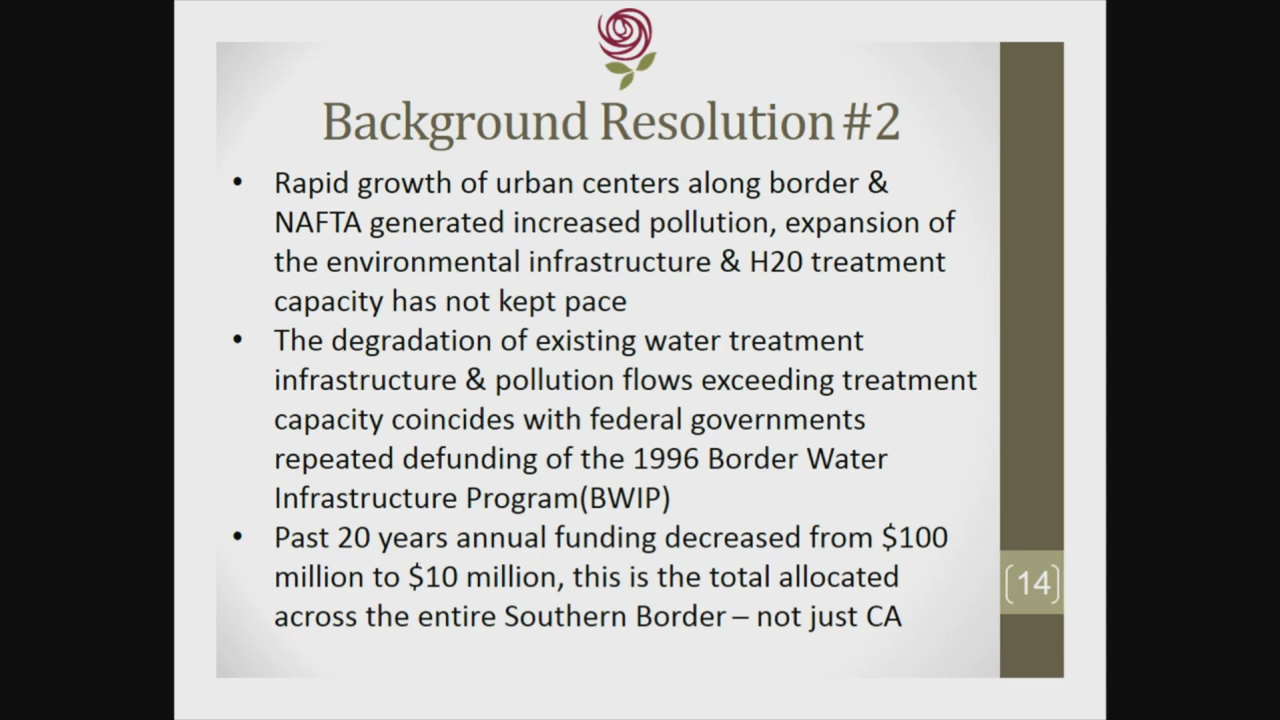 Background Resolution #2
• Rapid growth of urban centers along border &
NAFTA generated increased pollution, expansion of
the environmental infrastructure & H20 treatment
capacity has not kept pace
• The degradation of existing water treatment
infrastructure & pollution flows exceeding treatment
capacity coincides with federal governments
repeated defunding of the 1996 Border Water
Infrastructure Program(BWIP)
• Past 20 years annual funding decreased from $100
million to $10 million, this is the total allocated
across the entire Southern Border – not just CA
14